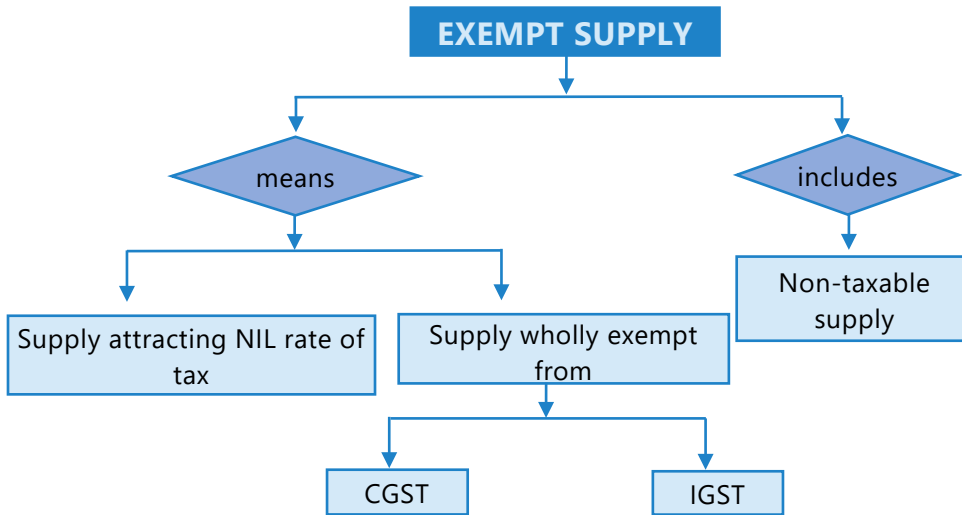 EXEMPT SUPPLY
means
includes
Supply attracting NIL rate of
tax
Supply wholly exempt
from
Non-taxable
supply
CGST
IGST